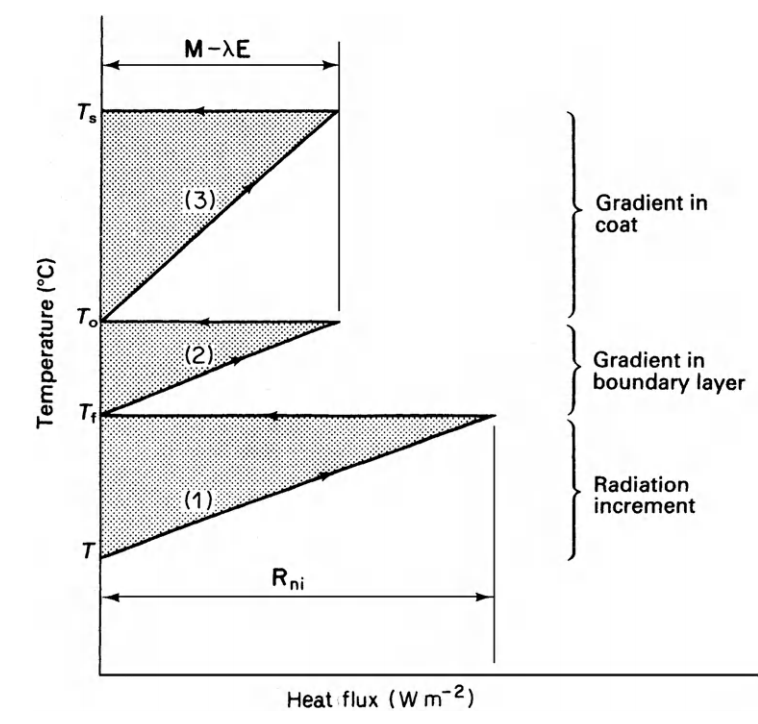 M−λE
Tₛ
(3)
Gradient in
coat
Temperature (°C)
Tₒ
(2)
Gradient in
boundary layer
T_f
(1)
Radiation
increment
T
Rₙᵢ
Heat flux (W m⁻²)